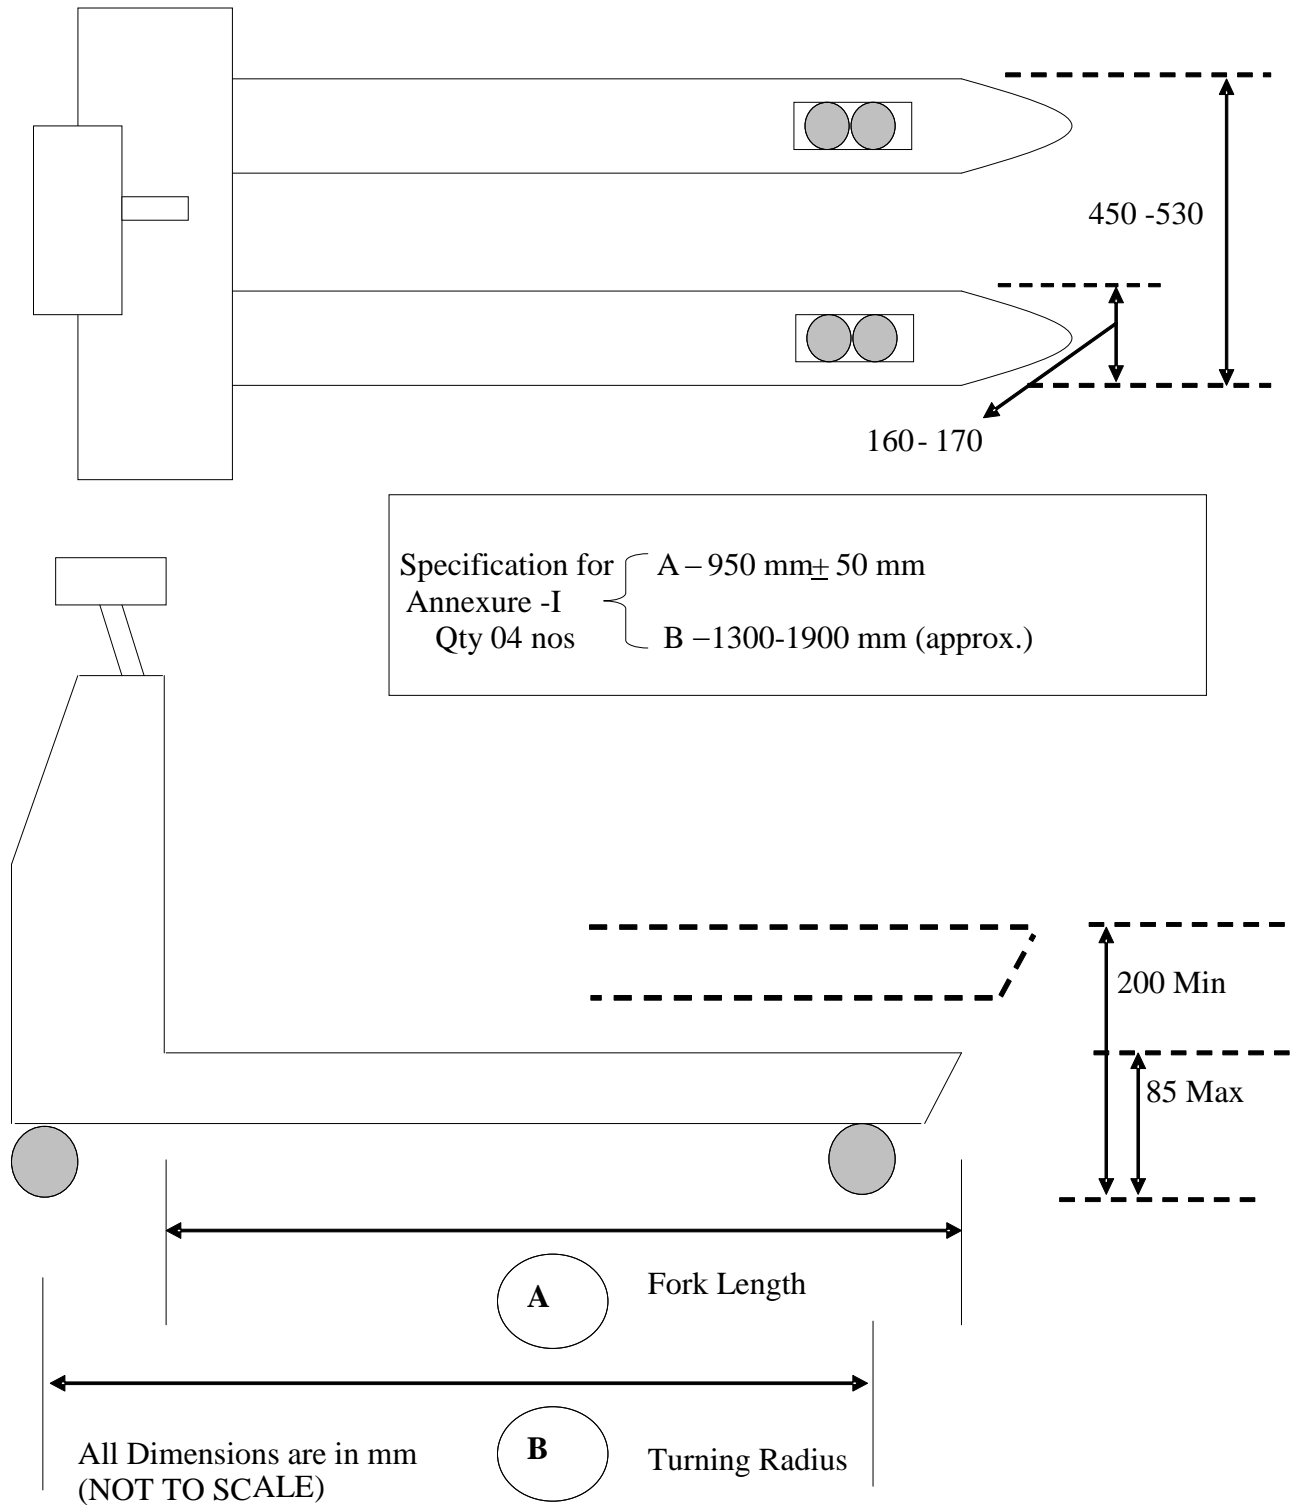 450 -530
160- 170
Specification for A – 950 mm± 50 mm
Annexure -I
Qty 04 nos B –1300-1900 mm (approx.)
200 Min
85 Max
A Fork Length
B Turning Radius
All Dimensions are in mm
(NOT TO SCALE)